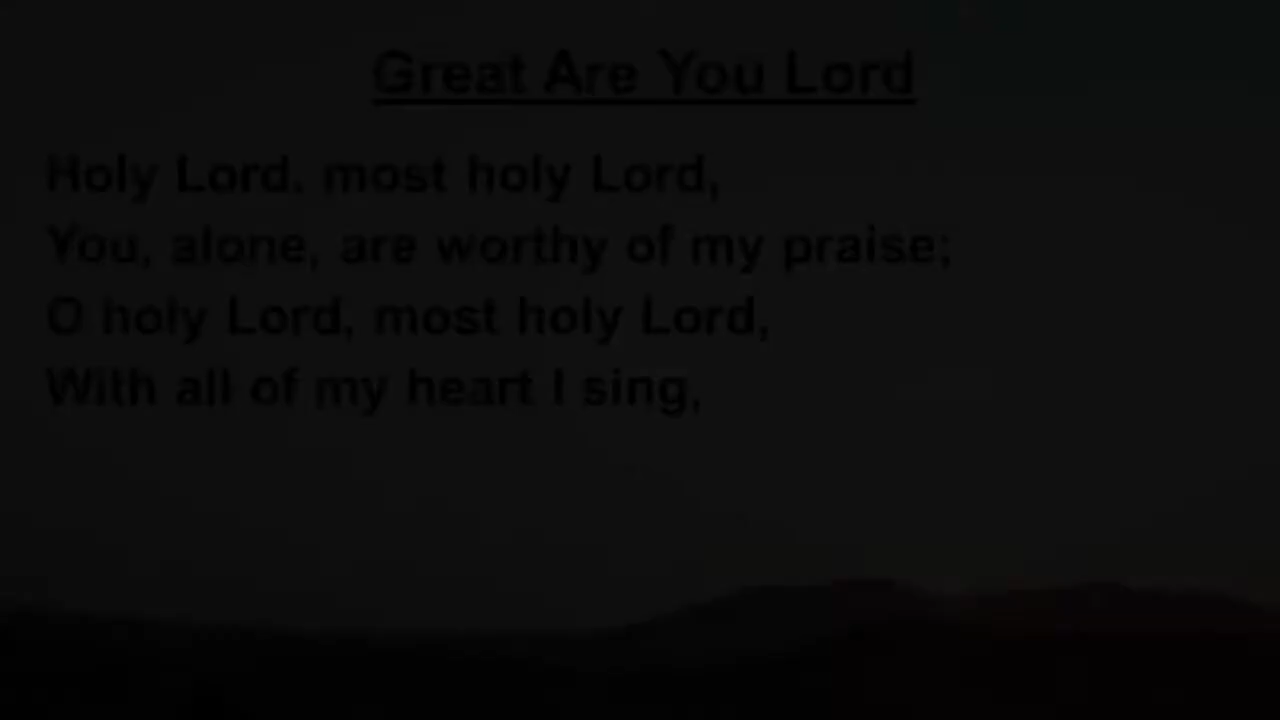 Great Are You Lord
Holy Lord, most holy Lord,
You, alone, are worthy of my praise;
O holy Lord, most holy Lord,
With all of my heart I sing,